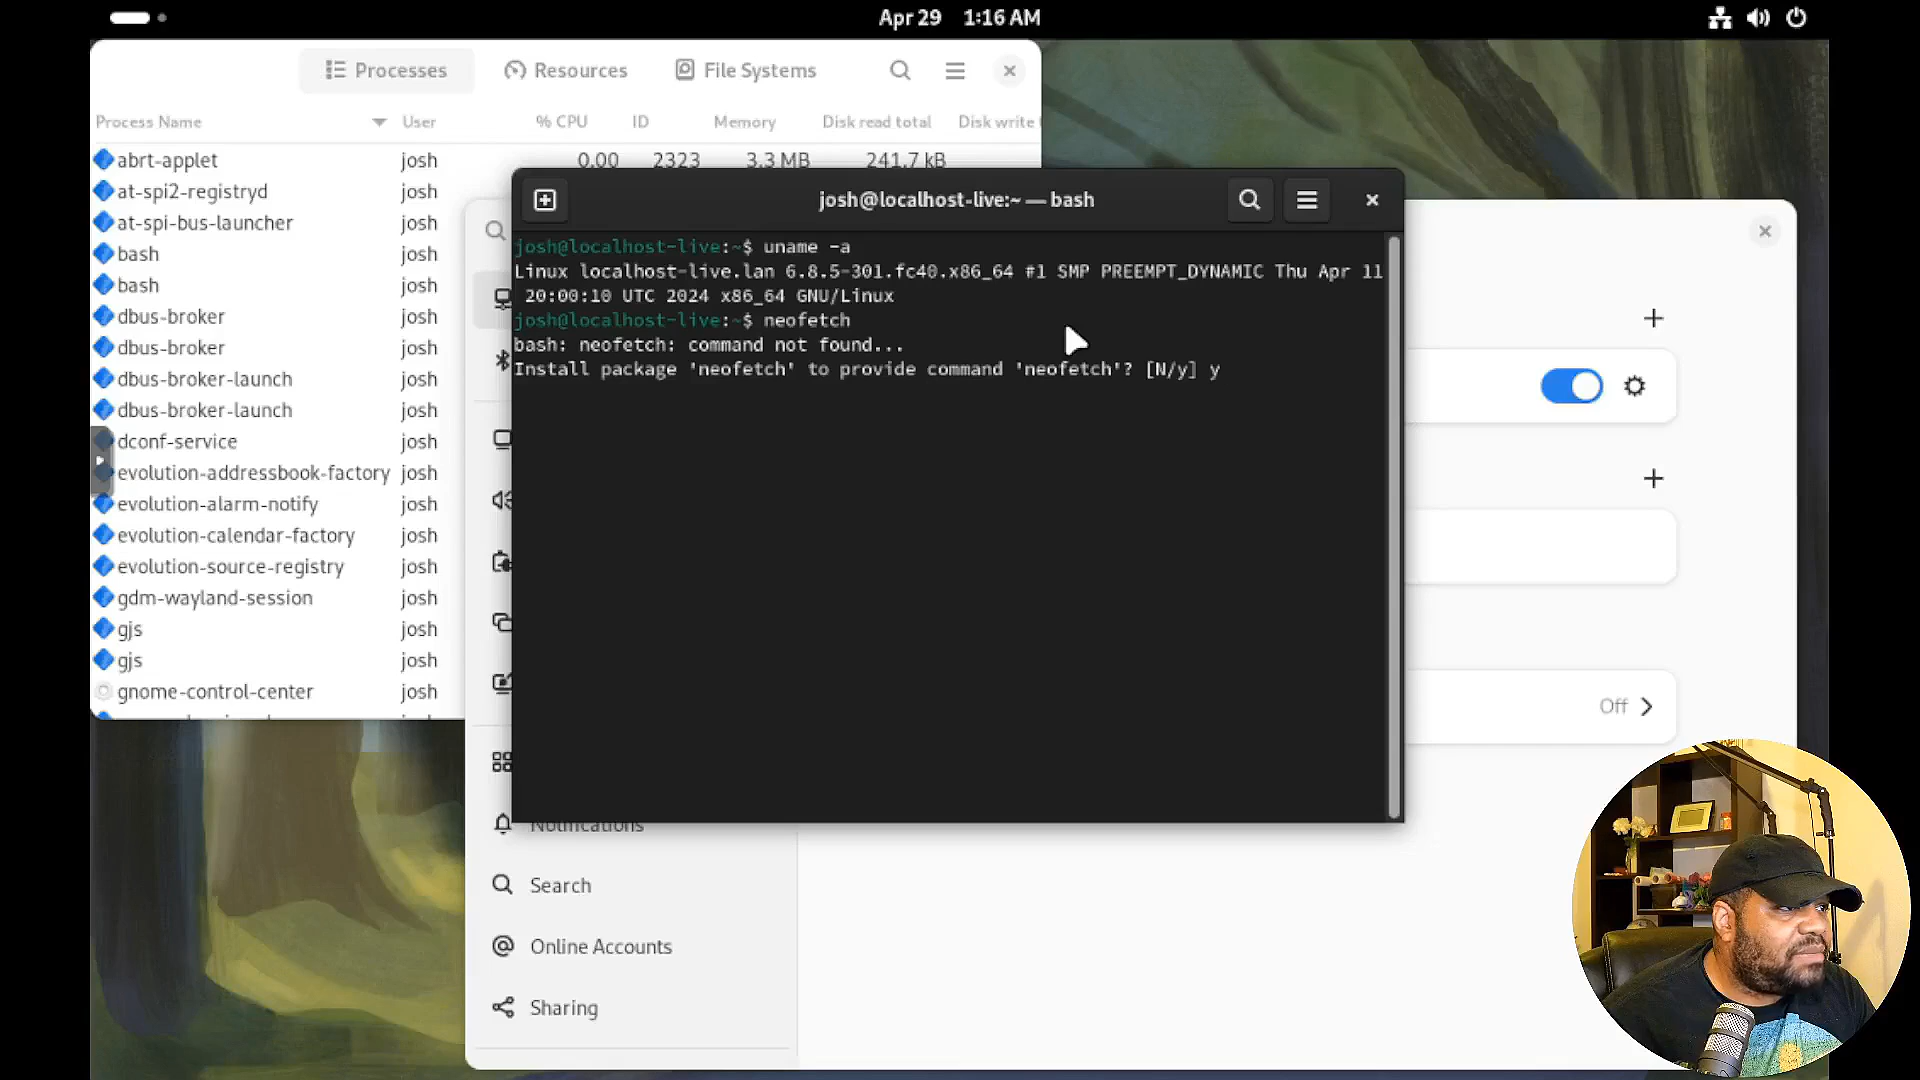 Apr 29 1:16 AM
Processes Resources File Systems
Process Name User % CPU ID Memory Disk read total Disk write
abrt-applet josh 0.00 2323 3.3 MB 241.7 kB
at-spi2-registryd josh
at-spi-bus-launcher josh
bash josh
bash josh
dbus-broker josh
dbus-broker josh
dbus-broker-launch josh
dbus-broker-launch josh
dconf-service josh
evolution-addressbook-factory josh
evolution-alarm-notify josh
evolution-calendar-factory josh
evolution-source-registry josh
gdm-wayland-session josh
gjs josh
gjs josh
gnome-control-center josh
josh@localhost-live:~ — bash
josh@localhost-live:~$ uname -a
Linux localhost-live.lan 6.8.5-301.fc40.x86_64 #1 SMP PREEMPT_DYNAMIC Thu Apr 11
20:00:10 UTC 2024 x86_64 GNU/Linux
josh@localhost-live:~$ neofetch
bash: neofetch: command not found...
Install package 'neofetch' to provide command 'neofetch'? [N/y] y
Off
Notifications
Search
Online Accounts
Sharing